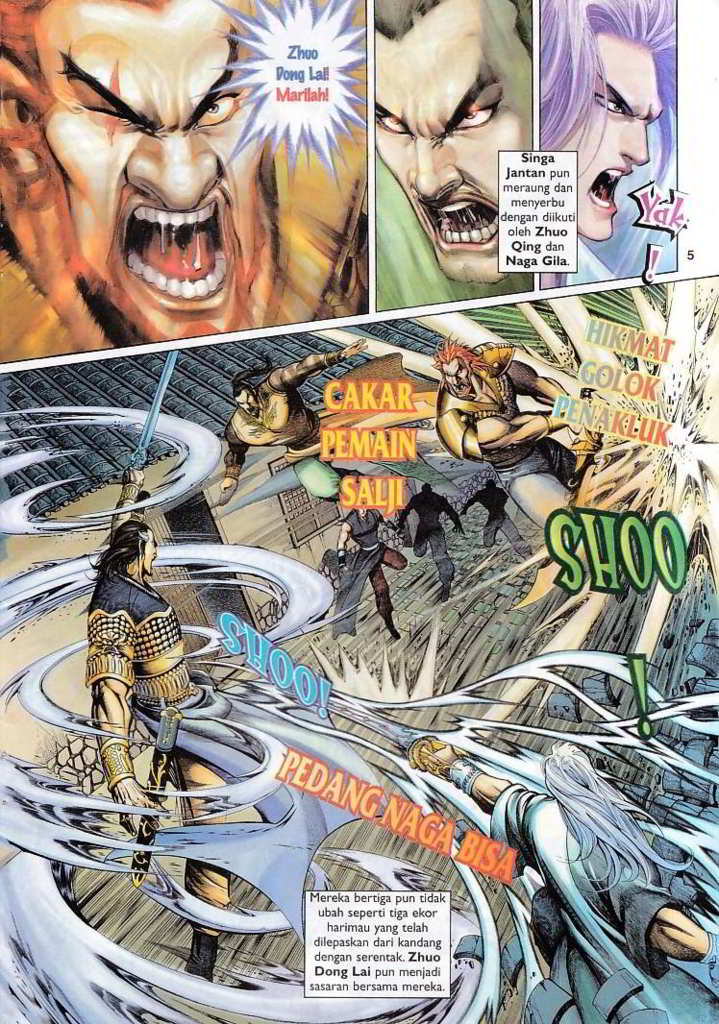 Zhuo
Dong Lai!
Marilah!
Singa
Jantan pun
meraung dan
menyerbu
dengan diikuti
oleh Zhuo
Qing dan
Naga Gila.
Yak
!
5
HIKMAT
GOLOK
PENAKLUK
CAKAR
PEMAIN
SALJI
SHOO
!
SHOO!
PEDANG NAGA BISA
Mereka bertiga pun tidak
ubah seperti tiga ekor
harimau yang telah
dilepaskan dari kandang
dengan serentak. Zhuo
Dong Lai pun menjadi
sasaran bersama mereka.